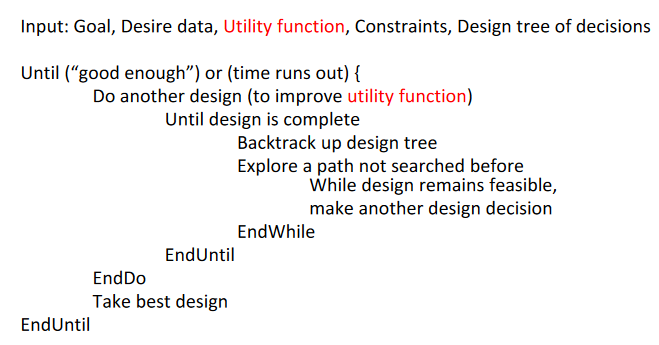 Input: Goal, Desire data, Utility function, Constraints, Design tree of decisions
Until (“good enough”) or (time runs out) {
Do another design (to improve utility function)
Until design is complete
Backtrack up design tree
Explore a path not searched before
While design remains feasible,
make another design decision
EndWhile
EndUntil
EndDo
Take best design
EndUntil